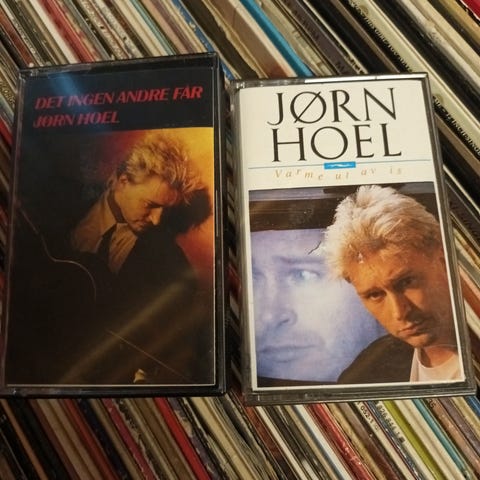 DET INGEN ANDRE FÅR
JØRN HOEL
JØRN
HOEL
Varme ut av is